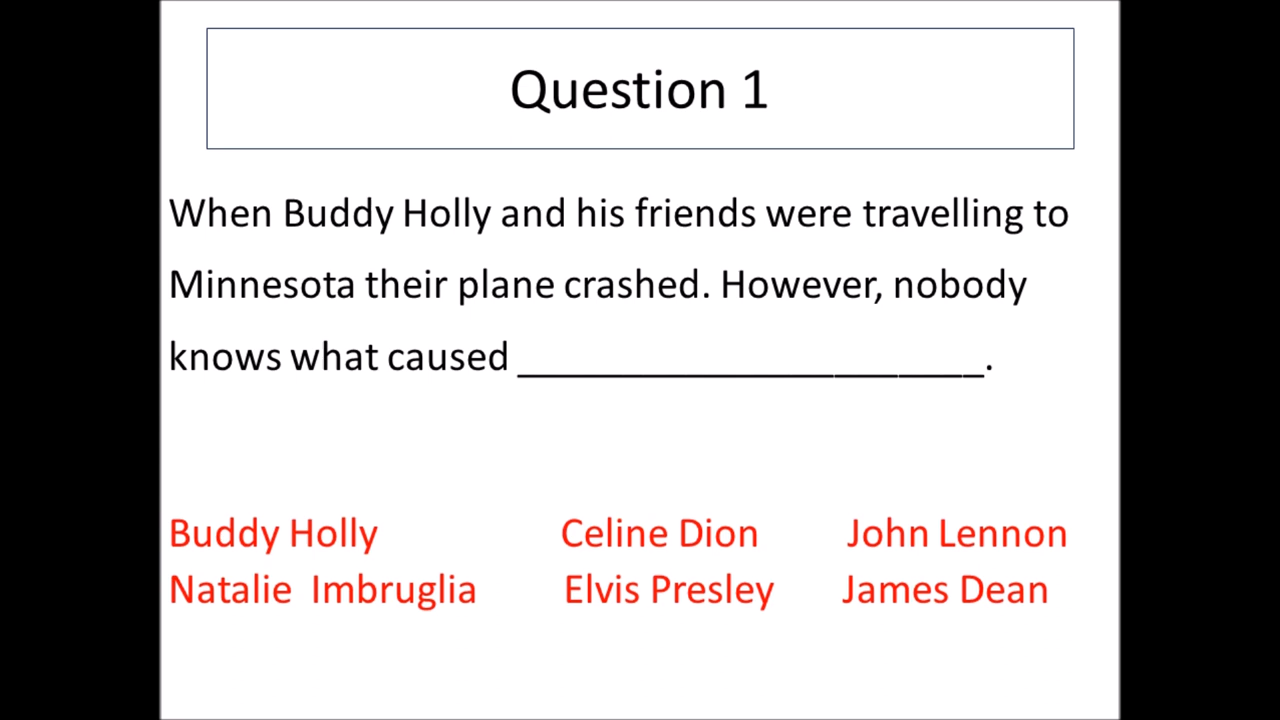 Question 1
When Buddy Holly and his friends were travelling to
Minnesota their plane crashed. However, nobody
knows what caused ______________________.
Buddy Holly Celine Dion John Lennon
Natalie Imbruglia Elvis Presley James Dean